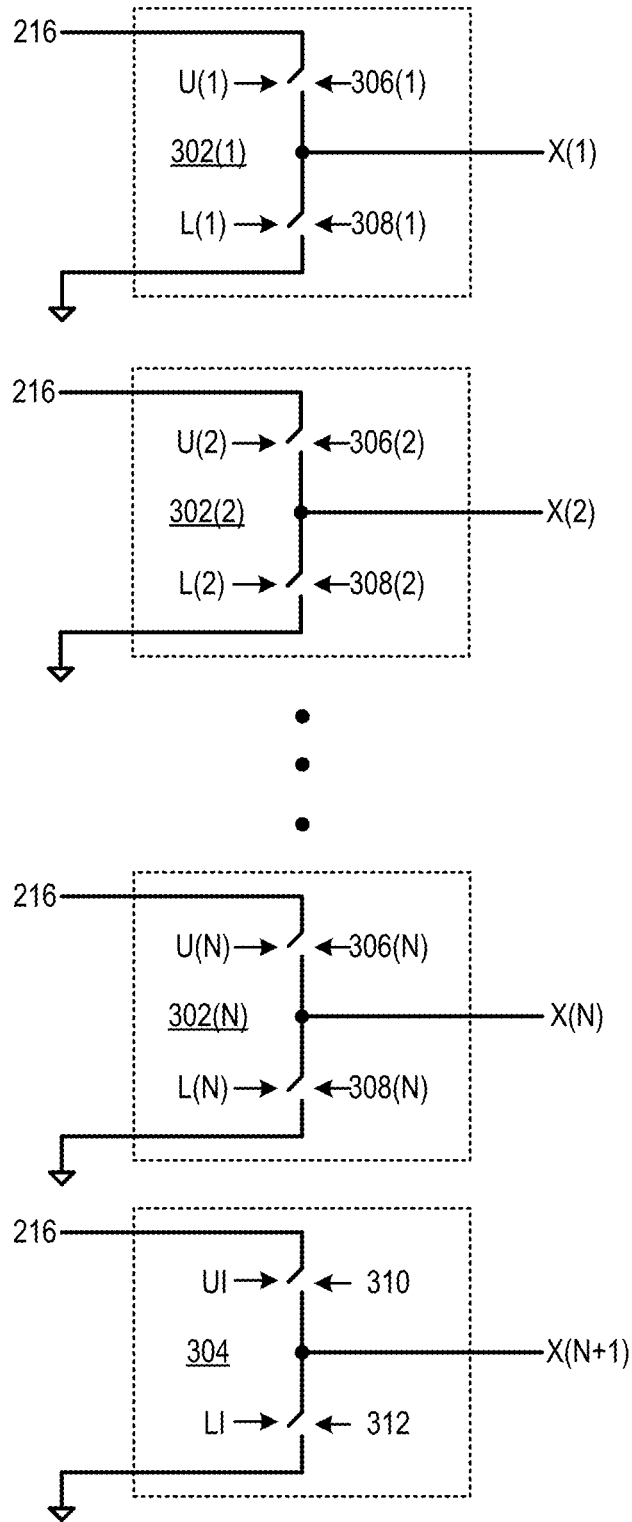 216
U(1) 306(1)
302(1) X(1)
L(1) 308(1)
216
U(2) 306(2)
302(2) X(2)
L(2) 308(2)
216
U(N) 306(N)
302(N) X(N)
L(N) 308(N)
216
UI 310
304 X(N+1)
LI 312